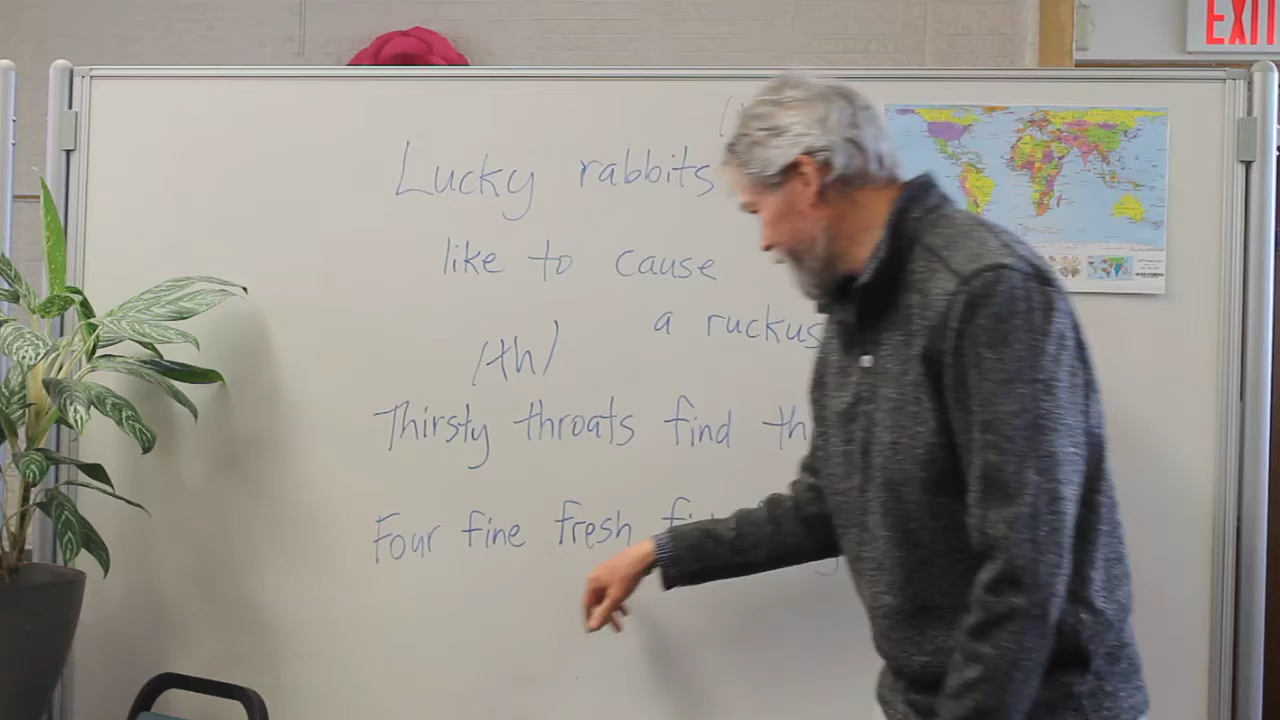 EXIT
Lucky rabbits
like to cause
a ruckus
/th/
Thirsty throats find
Four fine fresh